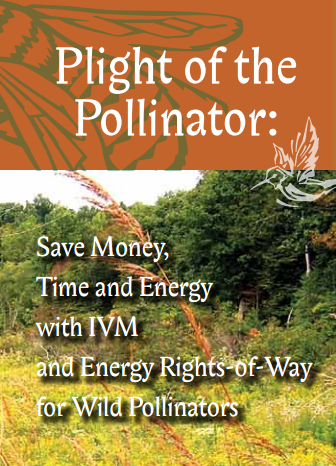 Plight of the
Pollinator:
Save Money,
Time and Energy
with IVM
and Energy Rights-of-Way
for Wild Pollinators